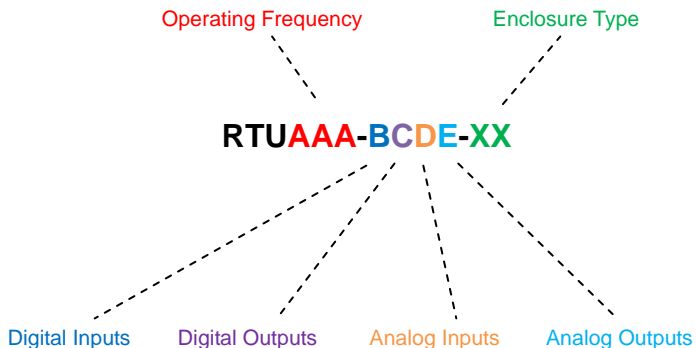 Operating Frequency Enclosure Type
RTUAAA-BCDE-XX
Digital Inputs Digital Outputs Analog Inputs Analog Outputs